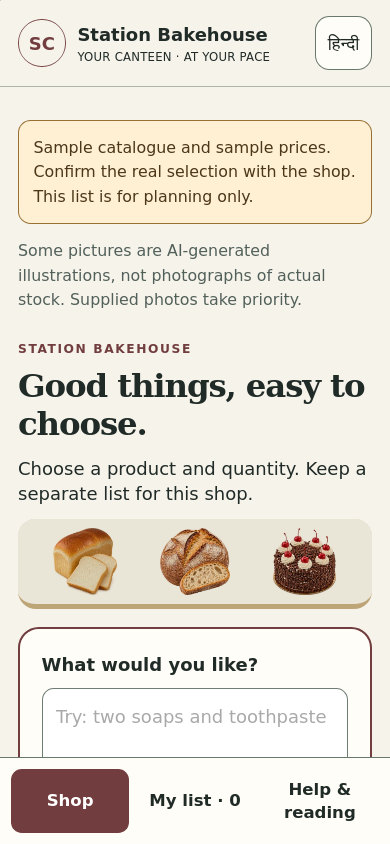 SC
Station Bakehouse
YOUR CANTEEN · AT YOUR PACE
हिन्दी
Sample catalogue and sample prices.
Confirm the real selection with the shop.
This list is for planning only.
Some pictures are AI-generated
illustrations, not photographs of actual
stock. Supplied photos take priority.
STATION BAKEHOUSE
Good things, easy to
choose.
Choose a product and quantity. Keep a
separate list for this shop.
What would you like?
Try: two soaps and toothpaste
Shop
My list · 0
Help &
reading